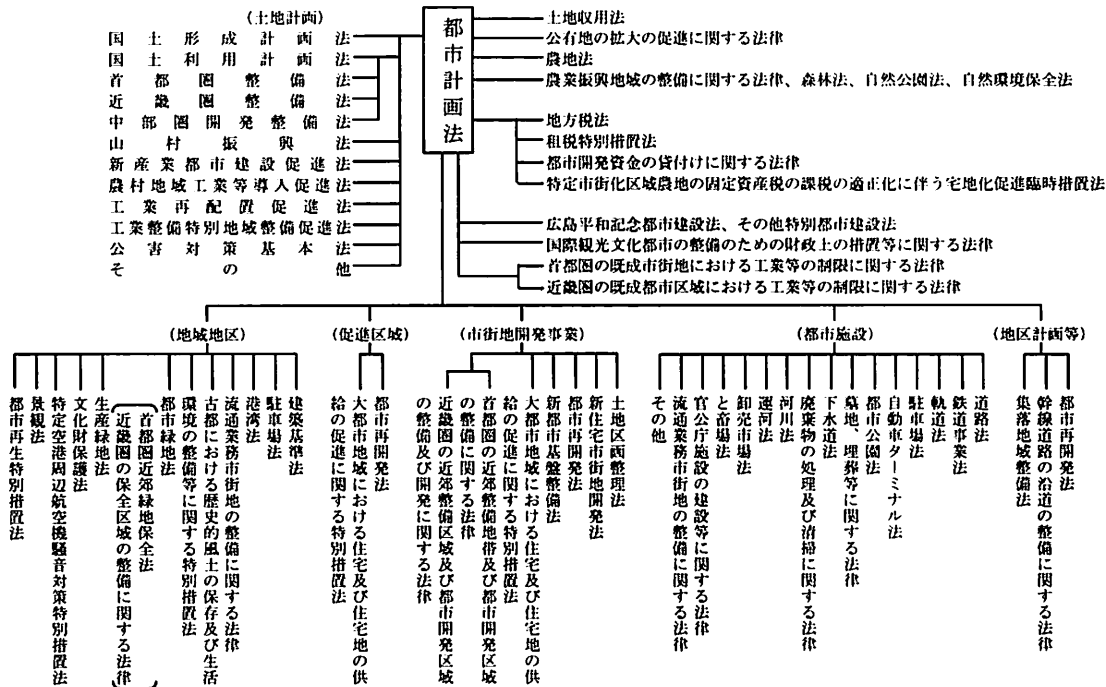 (土地計画)
国土形成計画法
国土利用計画法
首都圏整備法
近畿圏整備法
中部圏開発整備法
山村振興法
新産業都市建設促進法
農村地域工業等導入促進法
工業再配置促進法
工業整備特別地域整備促進法
公害対策基本法
その他
都市計画法
土地収用法
公有地の拡大の促進に関する法律
農地法
農業振興地域の整備に関する法律、森林法、自然公園法、自然環境保全法
地方税法
租税特別措置法
都市開発資金の貸付けに関する法律
特定市街化区域農地の固定資産税の課税の適正化に伴う宅地化促進臨時措置法
広島平和記念都市建設法、その他特別都市建設法
国際観光文化都市の整備のための財政上の措置等に関する法律
首都圏の既成市街地における工業等の制限に関する法律
近畿圏の既成都市区域における工業等の制限に関する法律
(地域地区)
建築基準法
駐車場法
港湾法
流通業務市街地の整備に関する法律
古都における歴史的風土の保存及び生活
環境の整備等に関する特別措置法
都市緑地法
首都圏近郊緑地保全法
近畿圏の保全区域の整備に関する法律
生産緑地法
文化財保護法
特定空港周辺航空機騒音対策特別措置法
景観法
都市再生特別措置法
(促進区域)
都市再開発法
大都市地域における住宅及び住宅地の供
給の促進に関する特別措置法
(市街地開発事業)
土地区画整理法
新住宅市街地開発法
都市再開発法
新都市基盤整備法
大都市地域における住宅及び住宅地の供
給の促進に関する特別措置法
首都圏の近郊整備地帯及び都市開発区域
の整備に関する法律
近畿圏の近郊整備区域及び都市開発区域
の整備及び開発に関する法律
(都市施設)
道路法
鉄道事業法
軌道法
駐車場法
自動車ターミナル法
都市公園法
墓地、埋葬等に関する法律
下水道法
廃棄物の処理及び清掃に関する法律
河川法
運河法
卸売市場法
と畜場法
官公庁施設の建設等に関する法律
流通業務市街地の整備に関する法律
その他
(地区計画等)
都市再開発法
幹線道路の沿道の整備に関する法律
集落地域整備法